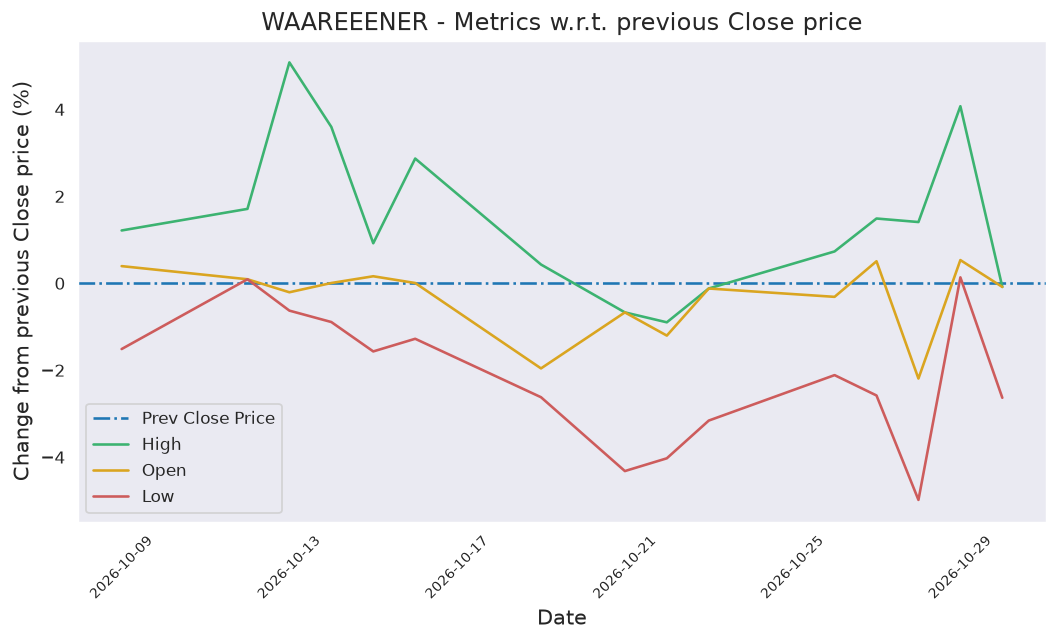 WAAREEENER - Metrics w.r.t. previous Close price
Change from previous Close price (%)
4
2
0
−2
−4
Prev Close Price
High
Open
Low
2026-10-09
2026-10-13
2026-10-17
2026-10-21
2026-10-25
2026-10-29
Date